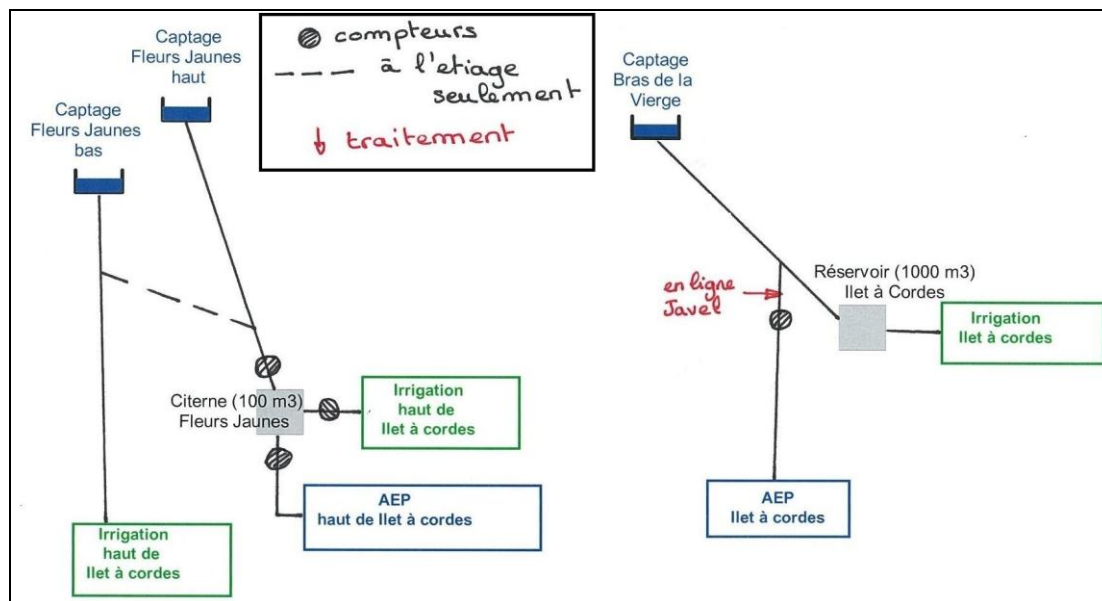 Captage
Fleurs Jaunes
haut
Captage
Fleurs Jaunes
bas
compteurs
à l'etiage
seulement
traitement
Captage
Bras de la
Vierge
en ligne
Javel
Réservoir (1000 m3)
Ilet à Cordes
Irrigation
Ilet à cordes
Citerne (100 m3)
Fleurs Jaunes
Irrigation
haut de
Ilet à cordes
AEP
haut de Ilet à cordes
AEP
Ilet à cordes
Irrigation
haut de
Ilet à cordes